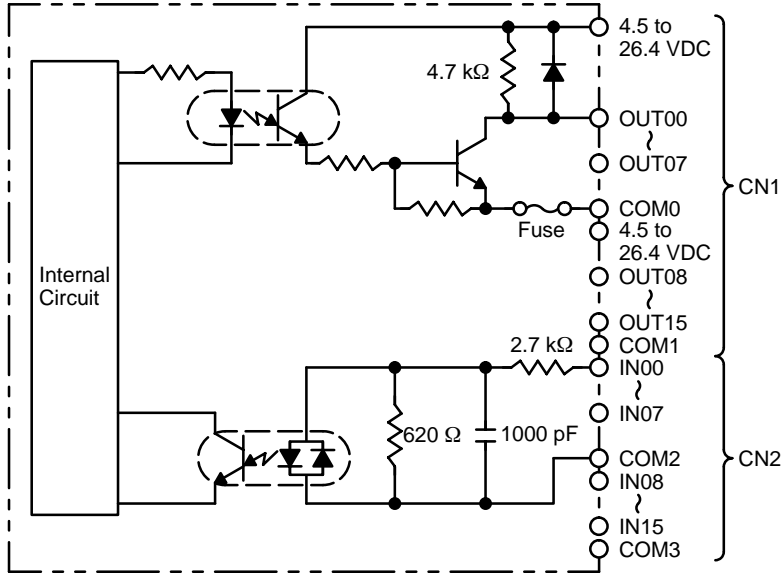 4.5 to
26.4 VDC
4.7 kΩ
OUT00
OUT07
CN1
COM0
Fuse
4.5 to
26.4 VDC
Internal
Circuit
OUT08
OUT15
2.7 kΩ
COM1
IN00
IN07
620 Ω
1000 pF
COM2
CN2
IN08
IN15
COM3